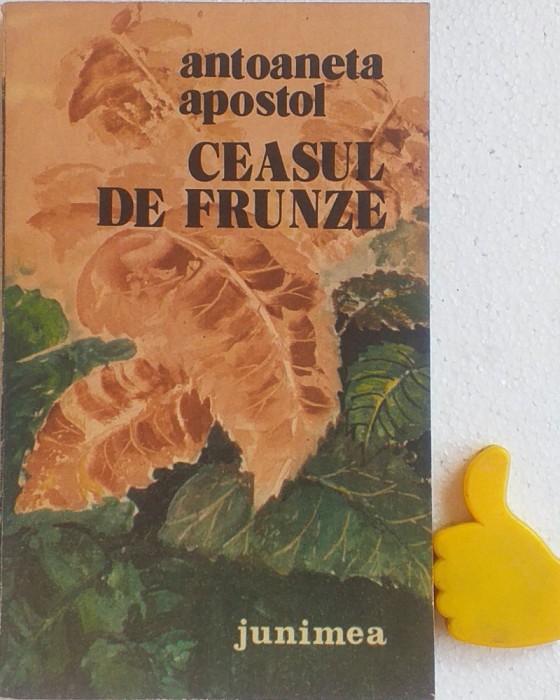 antoaneta
apostol
CEASUL
DE FRUNZE
junimea